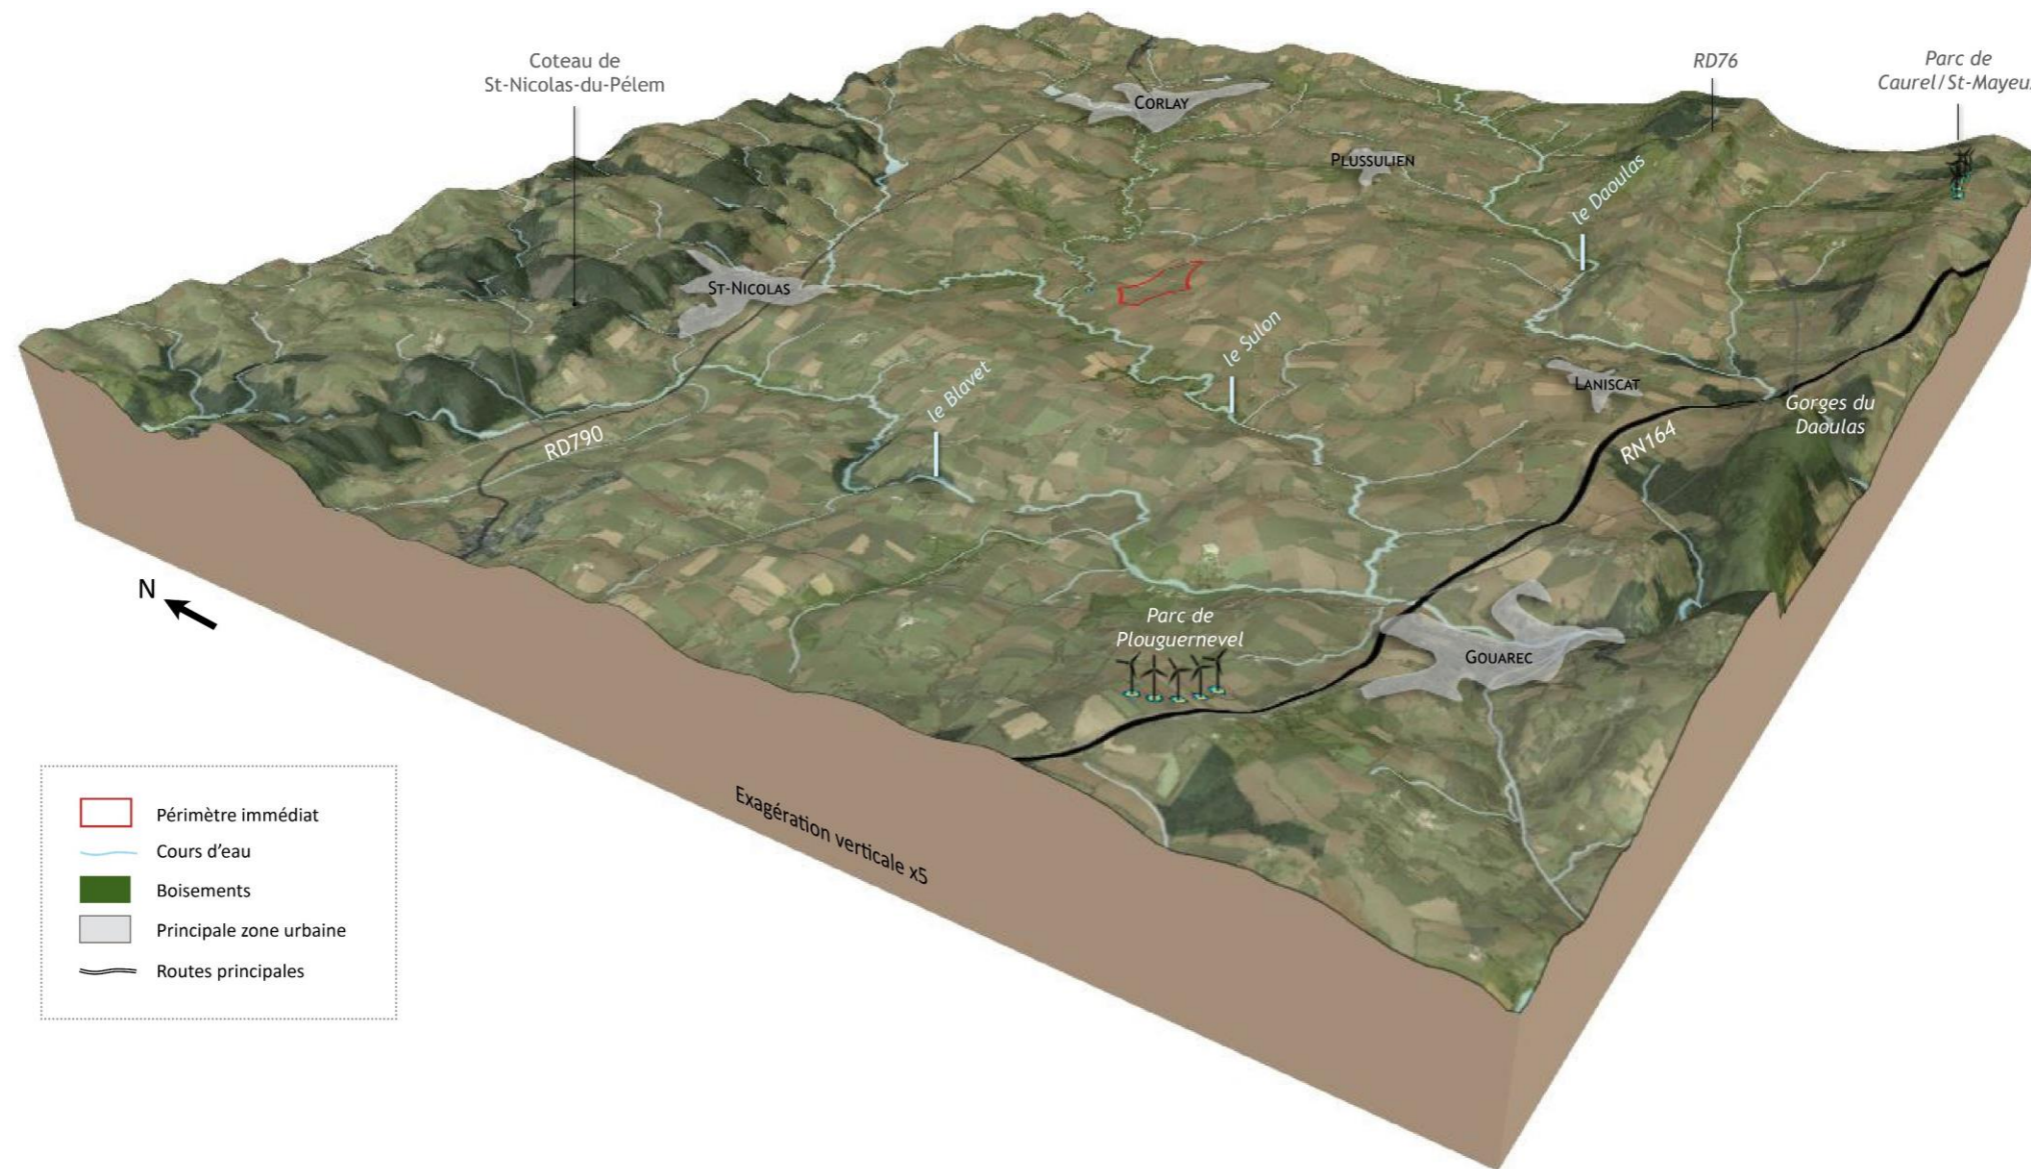 Coteau de
St-Nicolas-du-Pélem
RD76
Parc de
Caurel/St-Mayeux
CORLAY
PLUSSULIEN
le Daoulas
ST-NICOLAS
le Sulon
LANISCAT
le Blavet
Gorges du
Daoulas
RD790
RN164
N
Parc de
Plouguernevel
GOUAREC
Exagération verticale x5
Périmètre immédiat
Cours d'eau
Boisements
Principale zone urbaine
Routes principales